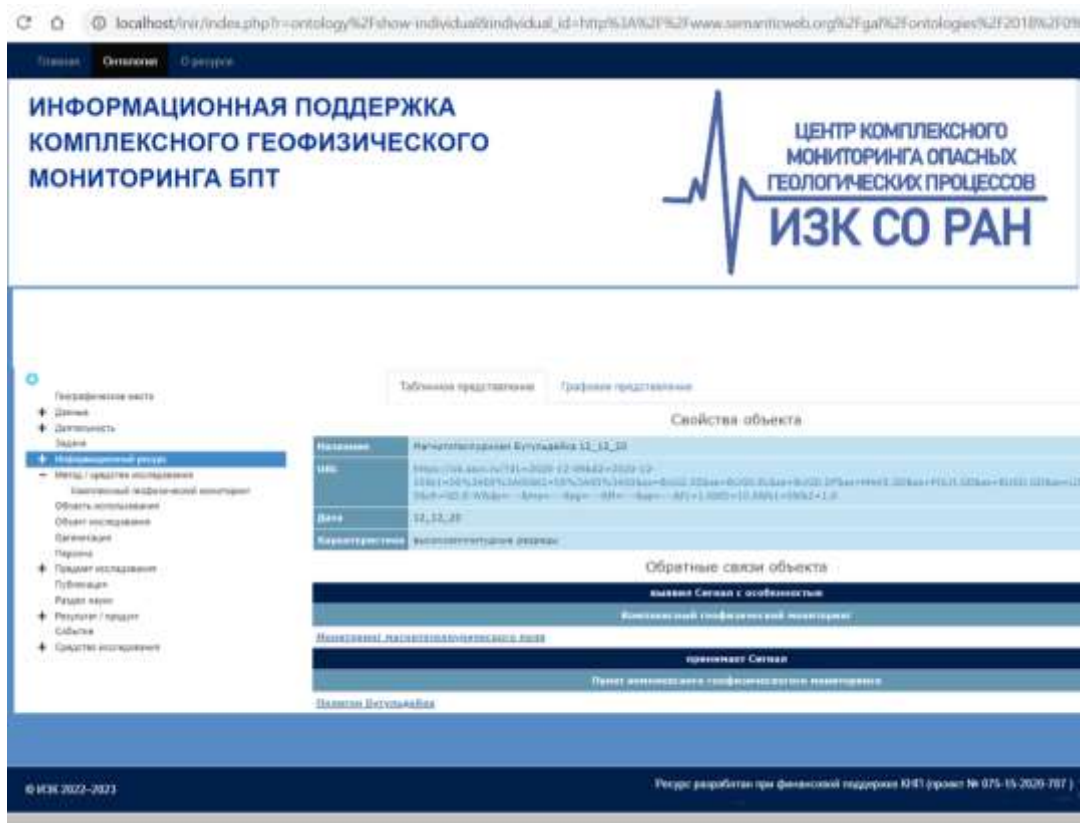 localhost/irir/index.php?r=ontology%2Fshow-individual&individual_id=http%3A%2F%2Fwww.semanticweb.org%2Fgal%2Fontologies%2F2018%2F0%
Главная Онтология О ресурсе
ИНФОРМАЦИОННАЯ ПОДДЕРЖКА
КОМПЛЕКСНОГО ГЕОФИЗИЧЕСКОГО
МОНИТОРИНГА БПТ
ЦЕНТР КОМПЛЕКСНОГО
МОНИТОРИНГА ОПАСНЫХ
ГЕОЛОГИЧЕСКИХ ПРОЦЕССОВ
ИЗК СО РАН
Географическое место
Данные
Деятельность
Задача
Информационный ресурс
Метод / средство исследования
Комплексный геофизический мониторинг
Область использования
Объект исследования
Организация
Персона
Предмет исследования
Публикация
Раздел науки
Результат / продукт
Событие
Средство исследования
Табличное представление Графовое представление
Свойства объекта
Название Магнитотеллурная Бугульдейка 12_12_20
URL
Дата 12_12_20
Характеристика высокоамплитудные разряды
Обратные связи объекта
выявил Сигнал с особенностью
Комплексный геофизический мониторинг
Мониторинг магнитотеллурического поля
принимает Сигнал
Пункт комплексного геофизического мониторинга
Полигон Бугульдейка
© ИЗК 2022–2023
Ресурс разработан при финансовой поддержке КНП (проект № 075-15-2020-787 )